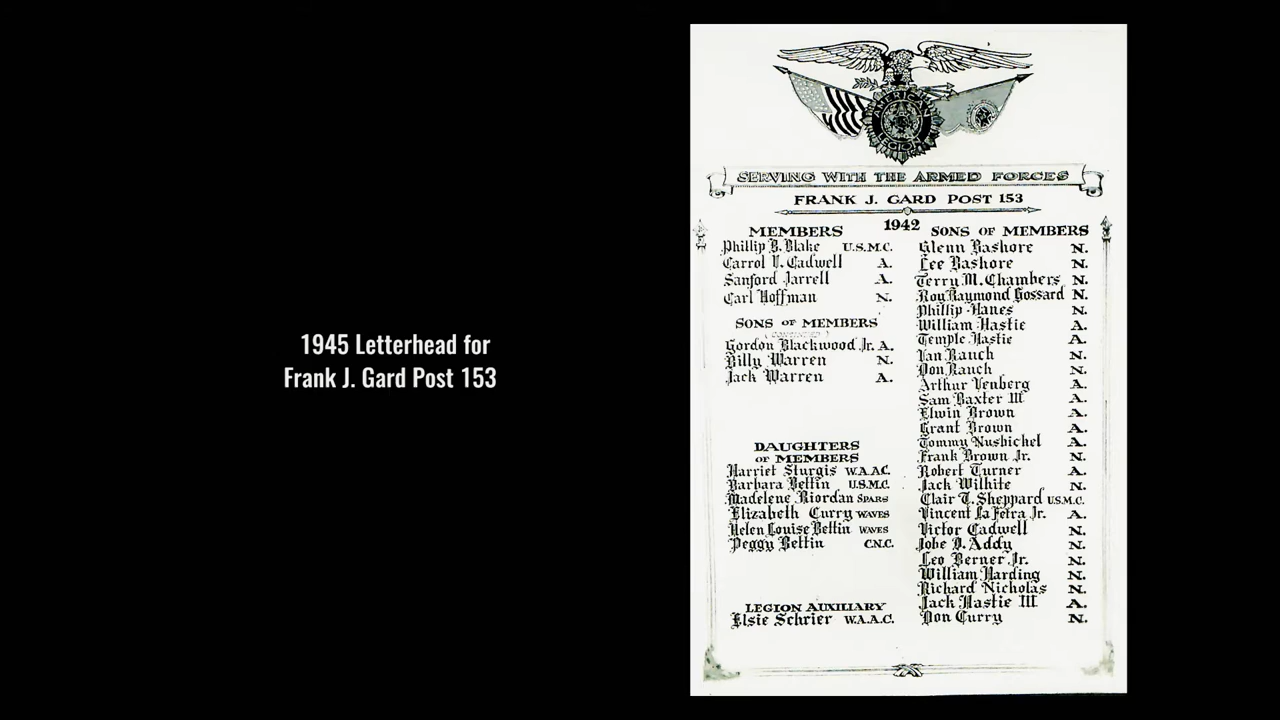 1945 Letterhead for
Frank J. Gard Post 153
AMERICAN
LEGION
SERVING WITH THE ARMED FORCES
FRANK J. GARD POST 153
1942
MEMBERS
Phillip B. Blake U.S.M.C.
Carrol V. Cadwell A.
Sanford Jarrell A.
Carl Hoffman N.
SONS OF MEMBERS
(CONTINUED)
Gordon Blackwood Jr. A.
Billy Warren N.
Jack Warren A.
DAUGHTERS
OF MEMBERS
Harriet Sturgis W.A.A.C.
Barbara Bettin U.S.M.C.
Madelene Riordan SPARS
Elizabeth Curry WAVES
Helen Louise Bettin WAVES
Peggy Bettin C.N.C.
LEGION AUXILIARY
Elsie Schrier W.A.A.C.
SONS OF MEMBERS
Glenn Bashore N.
Lee Bashore N.
Terry M. Chambers N.
Roy Raymond Gossard N.
Phillip Hanes N.
William Hastie A.
Temple Hastie A.
Van Rauch N.
Don Rauch N.
Arthur Venberg A.
Sam Baxter III A.
Elwin Brown A.
Grant Brown A.
Tommy Nusbichel A.
Frank Brown Jr. N.
Robert Turner A.
Jack Wilhite N.
Clair T. Sheppard U.S.M.C.
Vincent La Fetra Jr. A.
Victor Cadwell N.
Jobe D. Addy N.
Leo Berner Jr. N.
William Harding N.
Richard Nicholas N.
Jack Hastie III A.
Don Curry N.